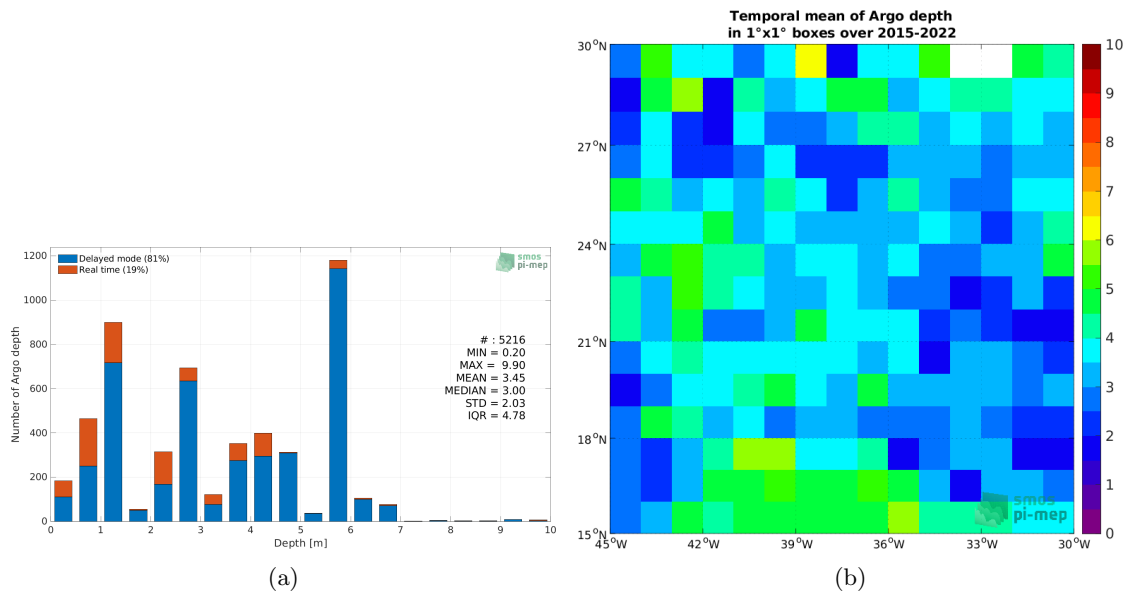 Temporal mean of Argo depth
in 1°x1° boxes over 2015-2022
Delayed mode (81%)
Real time (19%)
smos
pi-mep
# : 5216
MIN = 0.20
MAX = 9.90
MEAN = 3.45
MEDIAN = 3.00
STD = 2.03
IQR = 4.78
Number of Argo depth
1200
1000
800
600
400
200
0
0 1 2 3 4 5 6 7 8 9 10
Depth [m]
(a)
30°N
27°N
24°N
21°N
18°N
15°N
45°W 42°W 39°W 36°W 33°W 30°W
smos
pi-mep
10
9
8
7
6
5
4
3
2
1
0
(b)